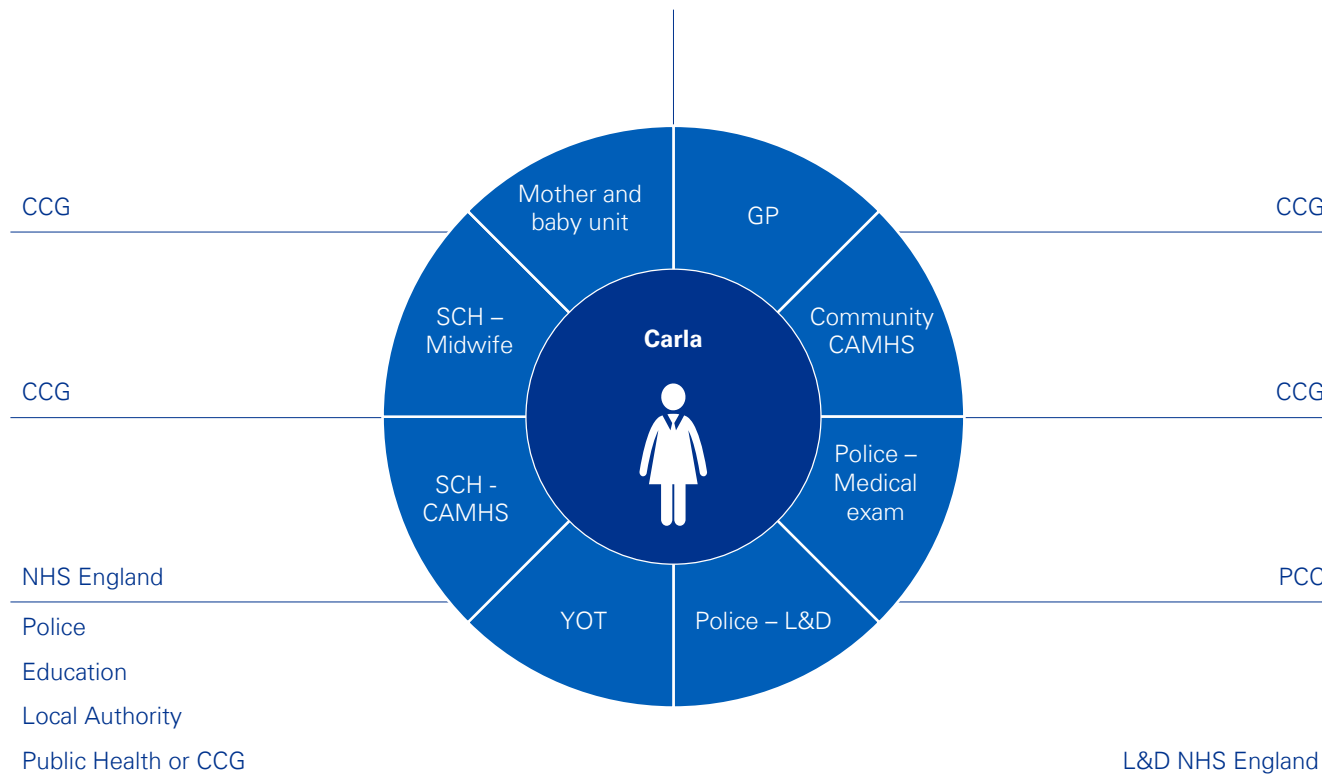 Mother and
baby unit
GP
CCG
CCG
SCH –
Midwife
Carla
Community
CAMHS
CCG
CCG
SCH -
CAMHS
Police –
Medical
exam
NHS England
PCC
YOT
Police – L&D
Police
Education
Local Authority
Public Health or CCG
L&D NHS England